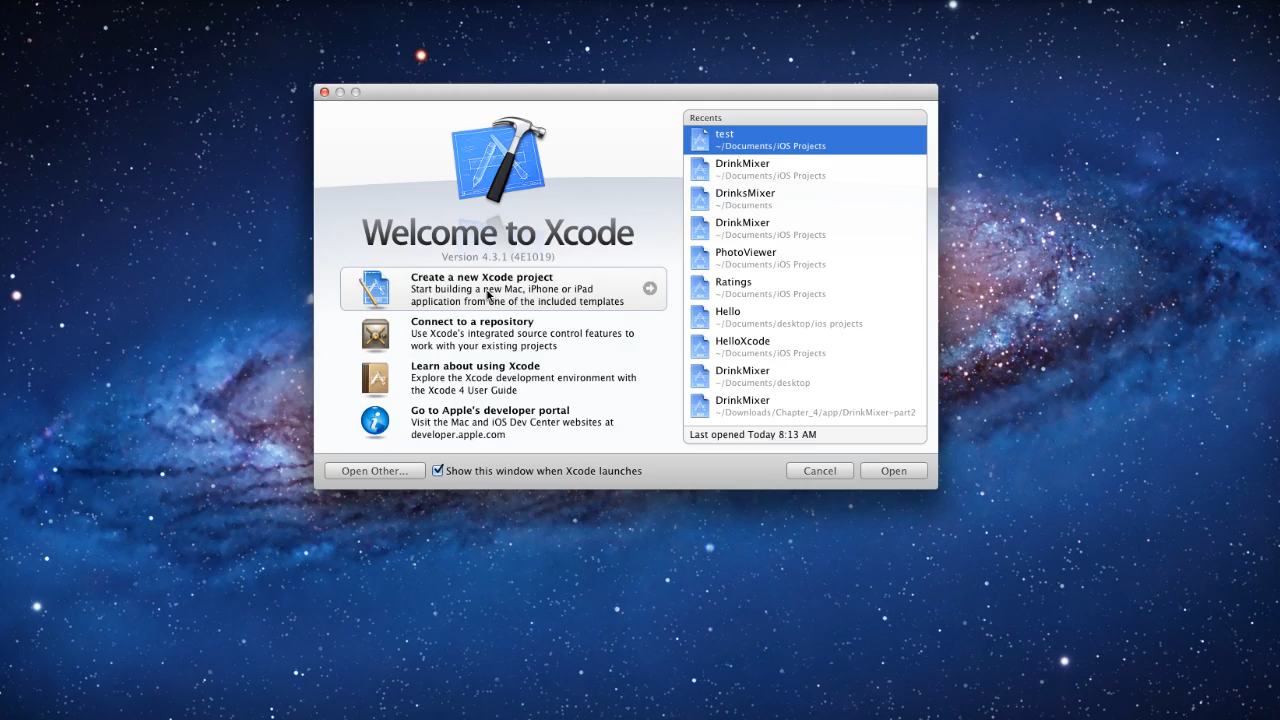 Welcome to Xcode
Version 4.3.1 (4E1019)
Create a new Xcode project
Start building a new Mac, iPhone or iPad
application from one of the included templates
Connect to a repository
Use Xcode's integrated source control features to
work with your existing projects
Learn about using Xcode
Explore the Xcode development environment with
the Xcode 4 User Guide
Go to Apple's developer portal
Visit the Mac and iOS Dev Center websites at
developer.apple.com
Recents
test
~/Documents/iOS Projects
DrinkMixer
~/Documents/iOS Projects
DrinksMixer
~/Documents
DrinkMixer
~/Documents/iOS Projects
PhotoViewer
~/Documents/iOS Projects
Ratings
~/Documents/iOS Projects
Hello
~/Documents/desktop/ios projects
HelloXcode
~/Documents/iOS Projects
DrinkMixer
~/Documents/desktop
DrinkMixer
~/Downloads/Chapter_4/app/DrinkMixer-part2
Last opened Today 8:13 AM
Open Other...
Show this window when Xcode launches
Cancel
Open